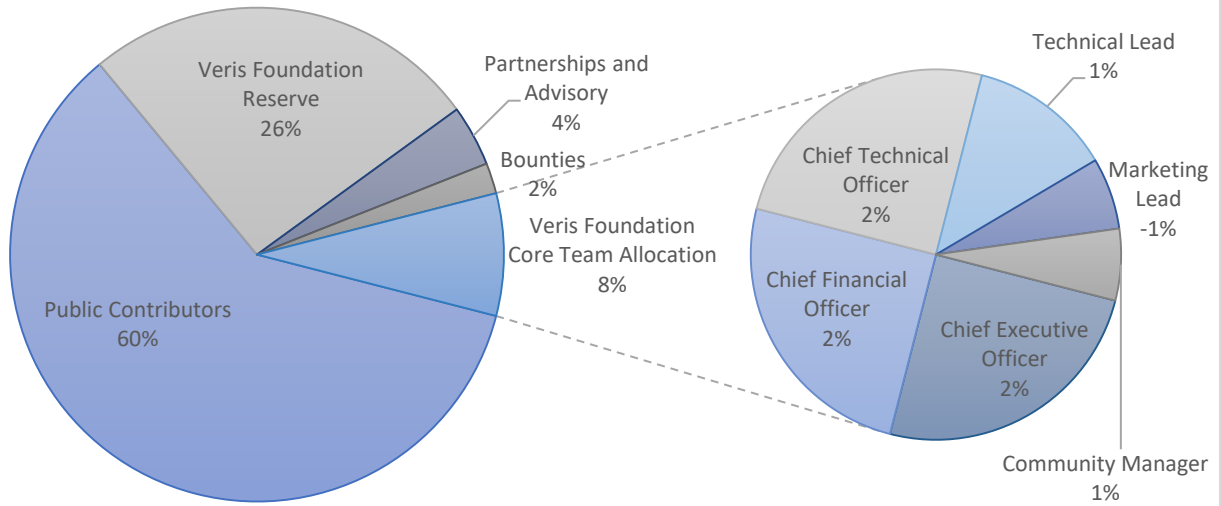 Veris Foundation
Reserve
26%
Partnerships and
Advisory
4%
Bounties
2%
Veris Foundation
Core Team Allocation
8%
Public Contributors
60%
Technical Lead
1%
Chief Technical
Officer
2%
Marketing
Lead
-1%
Chief Financial
Officer
2%
Chief Executive
Officer
2%
Community Manager
1%